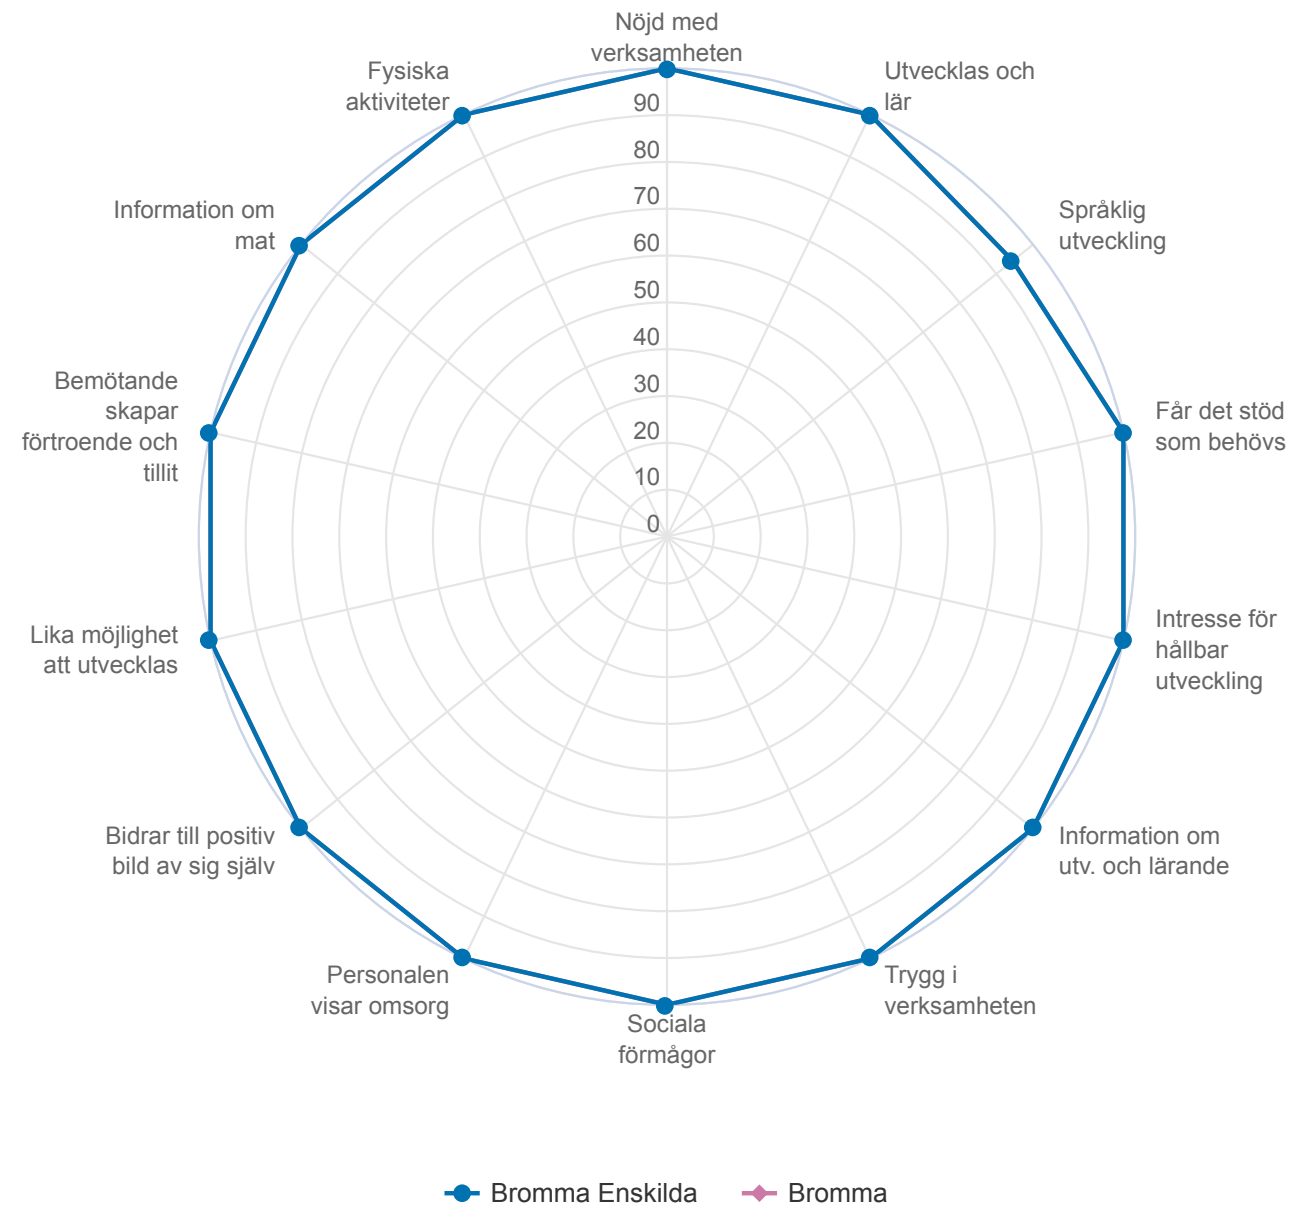 Nöjd med
verksamheten
Utvecklas och
lär
Språklig
utveckling
Får det stöd
som behövs
Intresse för
hållbar
utveckling
Information om
utv. och lärande
Trygg i
verksamheten
Sociala
förmågor
Personalen
visar omsorg
Bidrar till positiv
bild av sig själv
Lika möjlighet
att utvecklas
Bemötande
skapar
förtroende och
tillit
Information om
mat
Fysiska
aktiviteter
90
80
70
60
50
40
30
20
10
0
Bromma Enskilda
Bromma